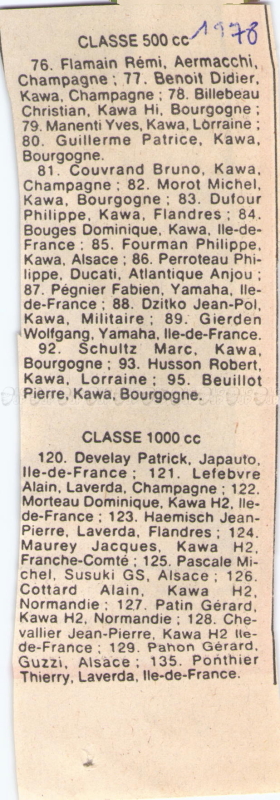 1978
CLASSE 500 cc
76. Flamain Rémi, Aermacchi,
Champagne ; 77. Benoit Didier,
Kawa, Champagne ; 78. Billebeau
Christian, Kawa Hi, Bourgogne ;
79. Manenti Yves, Kawa, Lorraine ;
80. Guillerme Patrice, Kawa,
Bourgogne.
81. Couvrand Bruno, Kawa,
Champagne ; 82. Morot Michel,
Kawa, Bourgogne ; 83. Dufour
Philippe, Kawa, Flandres ; 84.
Bouges Dominique, Kawa, Ile-de-
France ; 85. Fourman Philippe,
Kawa, Alsace ; 86. Perroteau Phi-
lippe, Ducati, Atlantique Anjou ;
87. Pégnier Fabien, Yamaha, Ile-
de-France ; 88. Dzitko Jean-Pol,
Kawa, Militaire ; 89. Gierden
Wolfgang, Yamaha, Ile-de-France.
92. Schultz Marc, Kawa,
Bourgogne ; 93. Husson Robert,
Kawa, Lorraine ; 95. Beuillot
Pierre, Kawa, Bourgogne.
CLASSE 1000 cc
120. Develay Patrick, Japauto,
Ile-de-France ; 121. Lefebvre
Alain, Laverda, Champagne ; 122.
Morteau Dominique, Kawa H2, Ile-
de-France ; 123. Haemisch Jean-
Pierre, Laverda, Flandres ; 124.
Maurey Jacques, Kawa H2,
Franche-Comté ; 125. Pascale Mi-
chel, Susuki GS, Alsace ; 126.
Cottard Alain, Kawa H2,
Normandie ; 127. Patin Gérard,
Kawa H2, Normandie ; 128. Che-
vallier Jean-Pierre, Kawa H2 Ile-
de-France ; 129. Pahon Gérard,
Guzzi, Alsace ; 135. Ponthier
Thierry, Laverda, Ile-de-France.